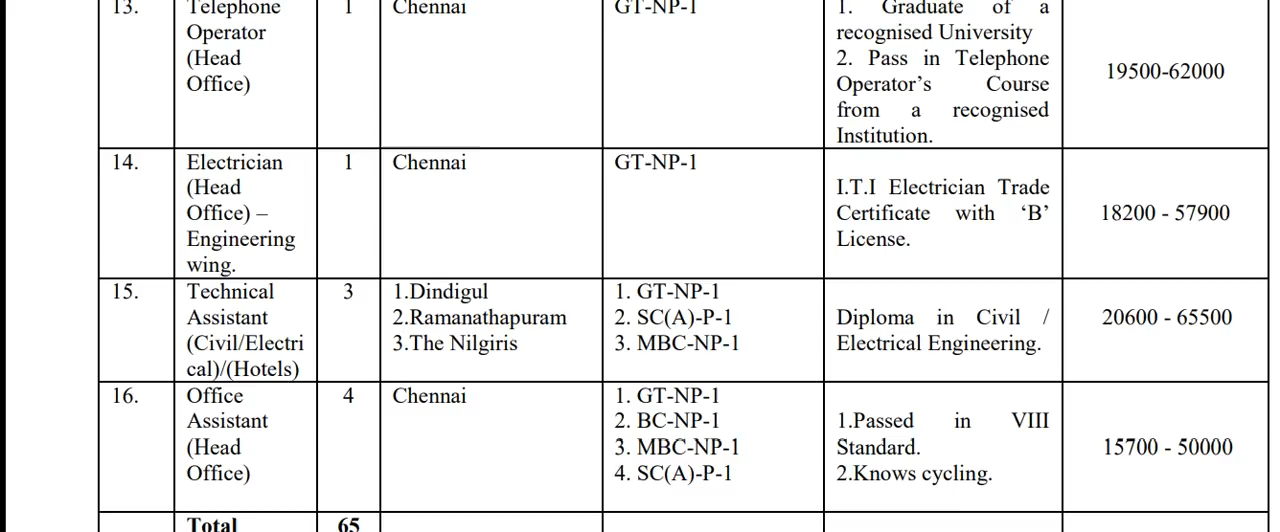 13. Telephone 1 Chennai GT-NP-1 1. Graduate of a
Operator recognised University
(Head 2. Pass in Telephone
Office) Operator’s Course
from a recognised
Institution.
19500-62000
14. Electrician 1 Chennai GT-NP-1
(Head I.T.I Electrician Trade
Office) – Certificate with ‘B’ 18200 - 57900
Engineering License.
wing.
15. Technical 3 1.Dindigul 1. GT-NP-1
Assistant 2.Ramanathapuram 2. SC(A)-P-1 Diploma in Civil / 20600 - 65500
(Civil/Electri 3.The Nilgiris 3. MBC-NP-1 Electrical Engineering.
cal)/(Hotels)
16. Office 4 Chennai 1. GT-NP-1
Assistant 2. BC-NP-1 1.Passed in VIII
(Head 3. MBC-NP-1 Standard. 15700 - 50000
Office) 4. SC(A)-P-1 2.Knows cycling.
Total 65